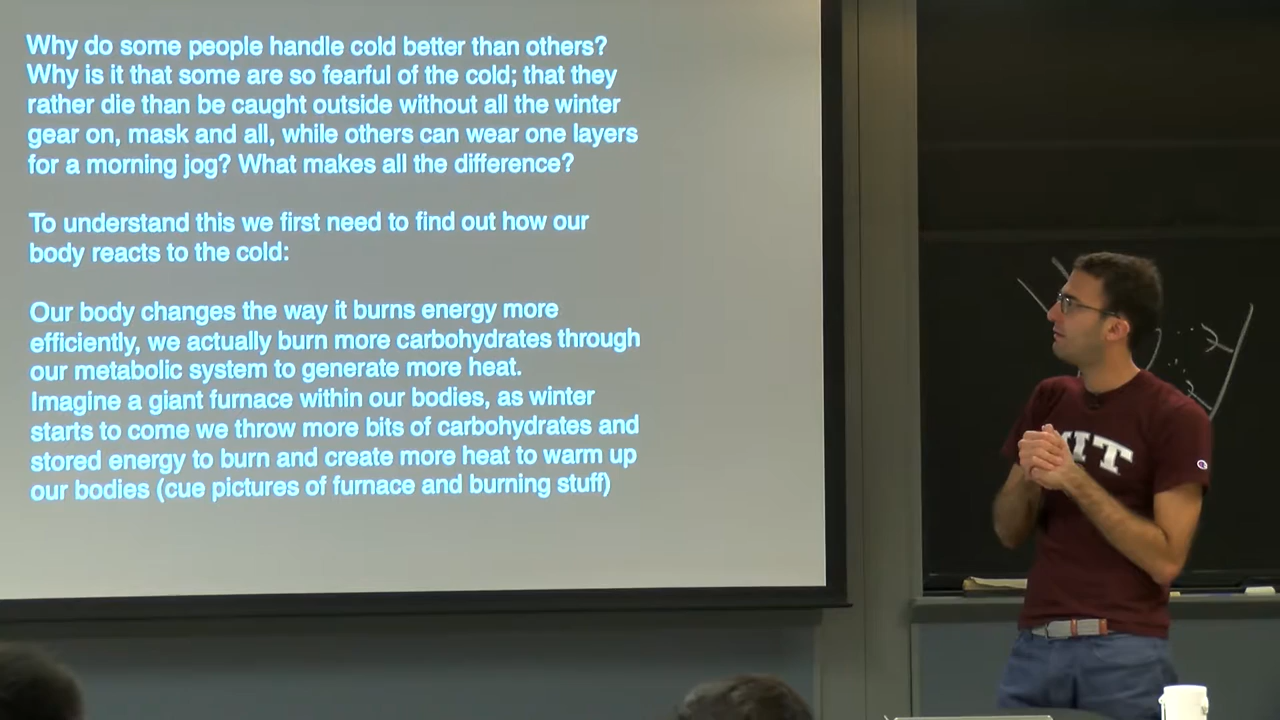 Why do some people handle cold better than others?
Why is it that some are so fearful of the cold; that they
rather die than be caught outside without all the winter
gear on, mask and all, while others can wear one layers
for a morning jog? What makes all the difference?
To understand this we first need to find out how our
body reacts to the cold:
Our body changes the way it burns energy more
efficiently, we actually burn more carbohydrates through
our metabolic system to generate more heat.
Imagine a giant furnace within our bodies, as winter
starts to come we throw more bits of carbohydrates and
stored energy to burn and create more heat to warm up
our bodies (cue pictures of furnace and burning stuff)
MIT